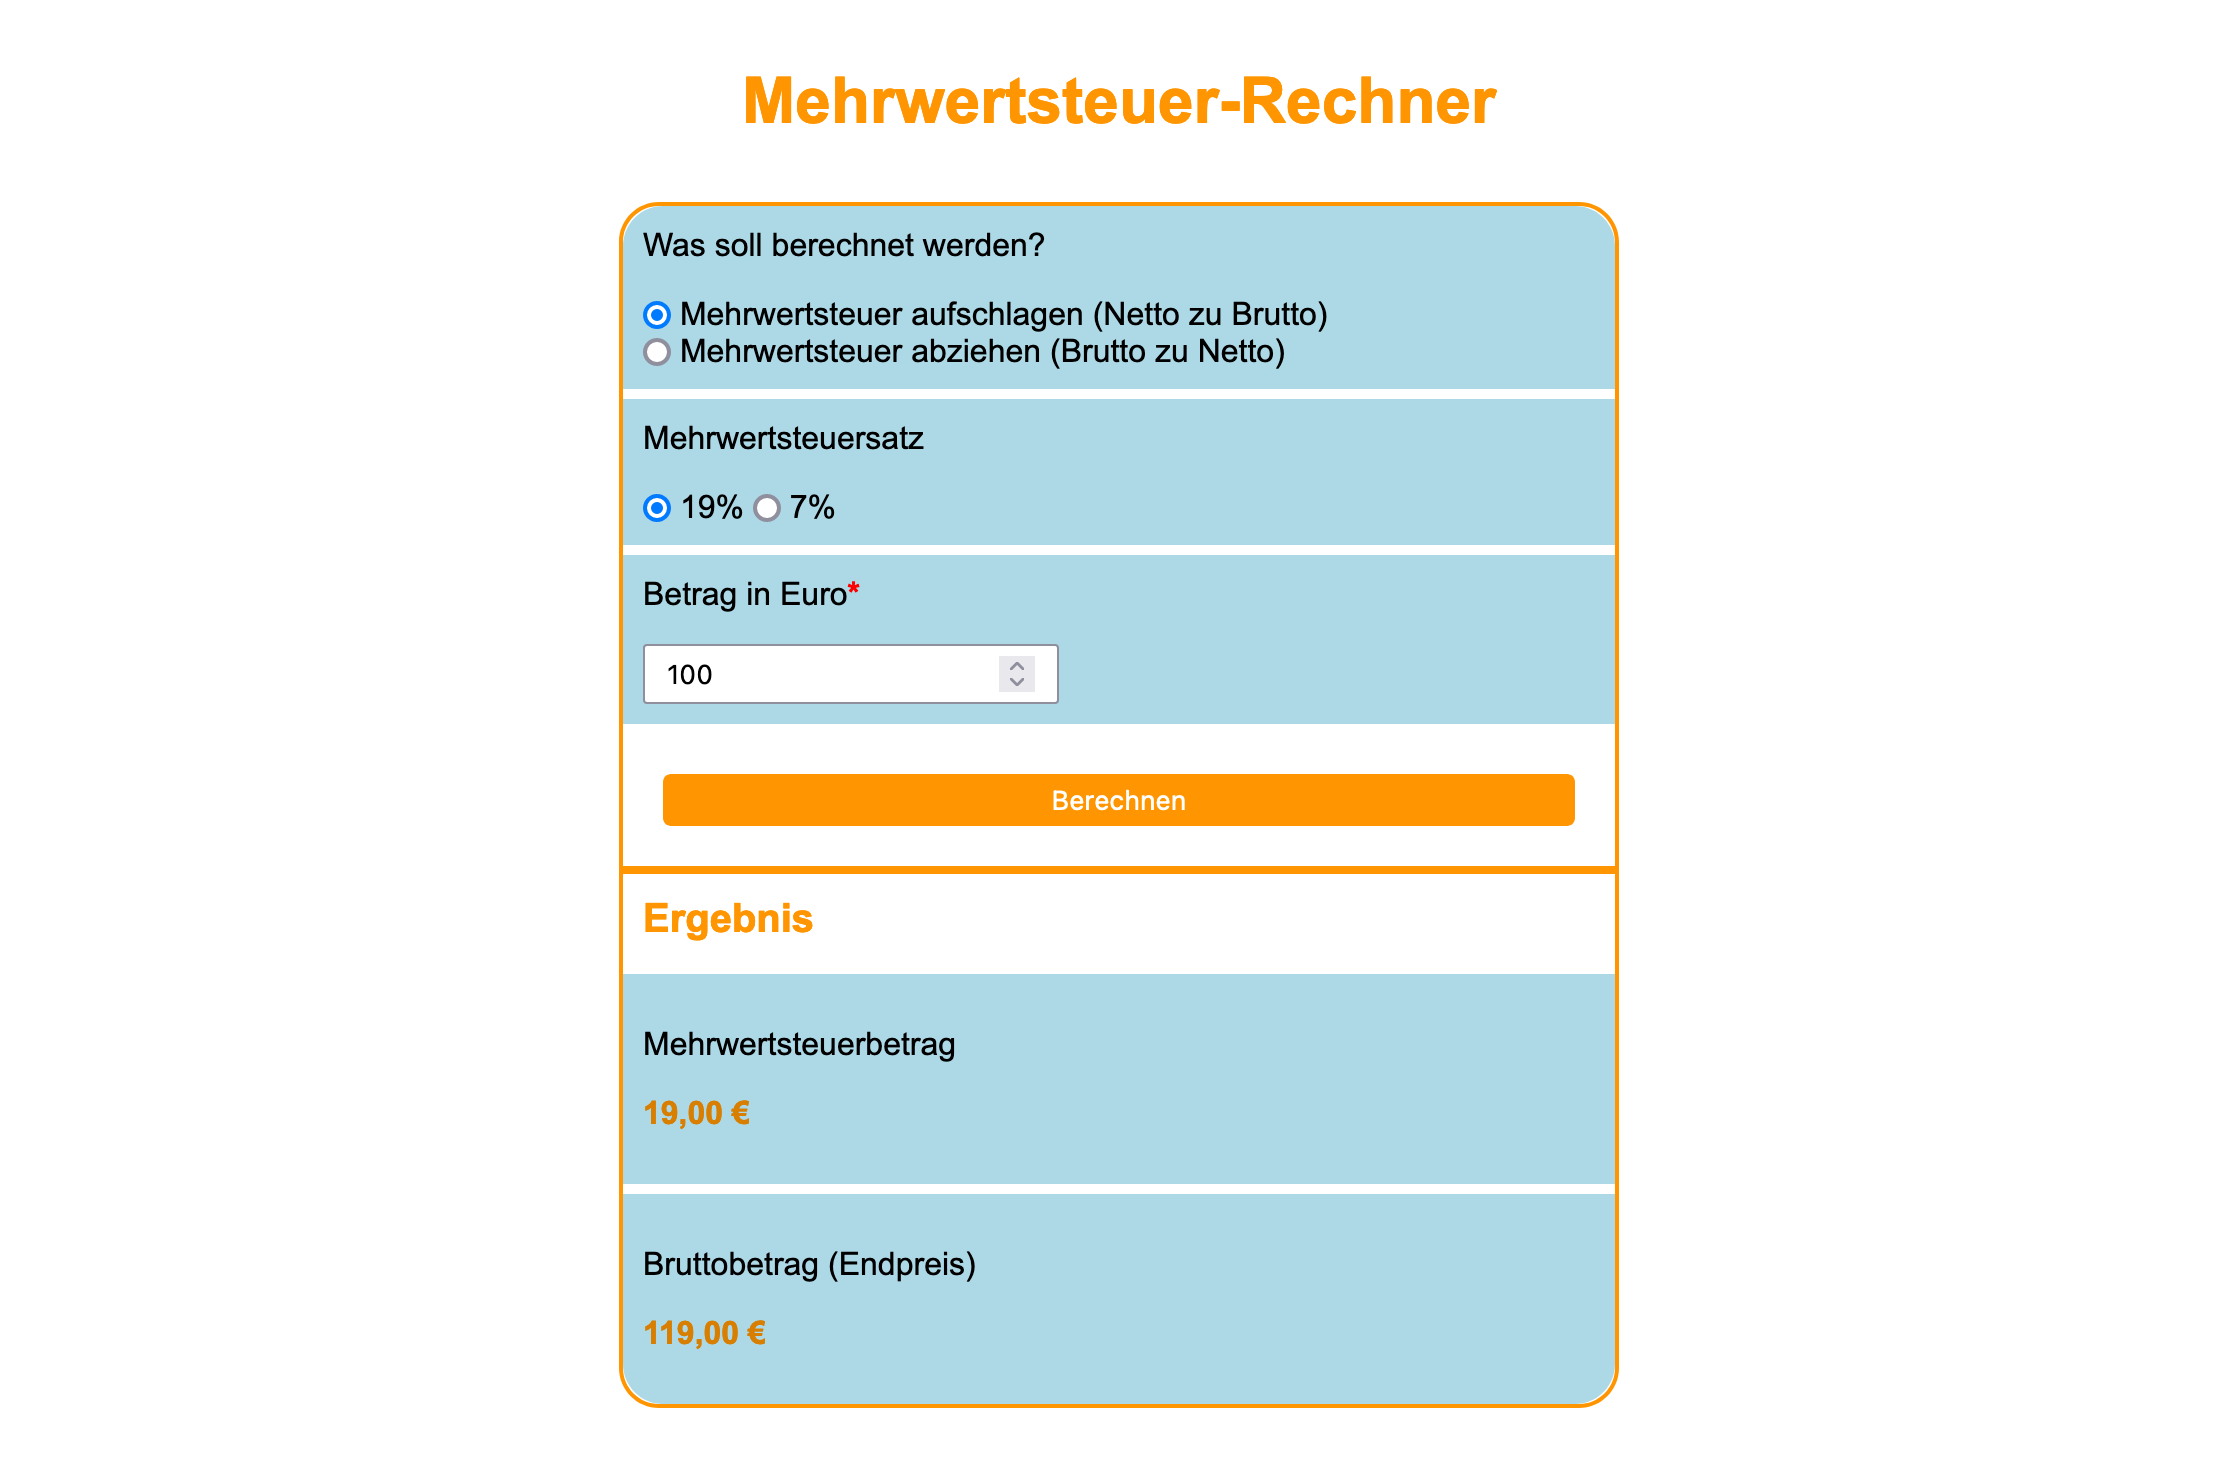 Mehrwertsteuer-Rechner
Was soll berechnet werden?
Mehrwertsteuer aufschlagen (Netto zu Brutto)
Mehrwertsteuer abziehen (Brutto zu Netto)
Mehrwertsteuersatz
19% 7%
Betrag in Euro*
100
Berechnen
Ergebnis
Mehrwertsteuerbetrag
19,00 €
Bruttobetrag (Endpreis)
119,00 €